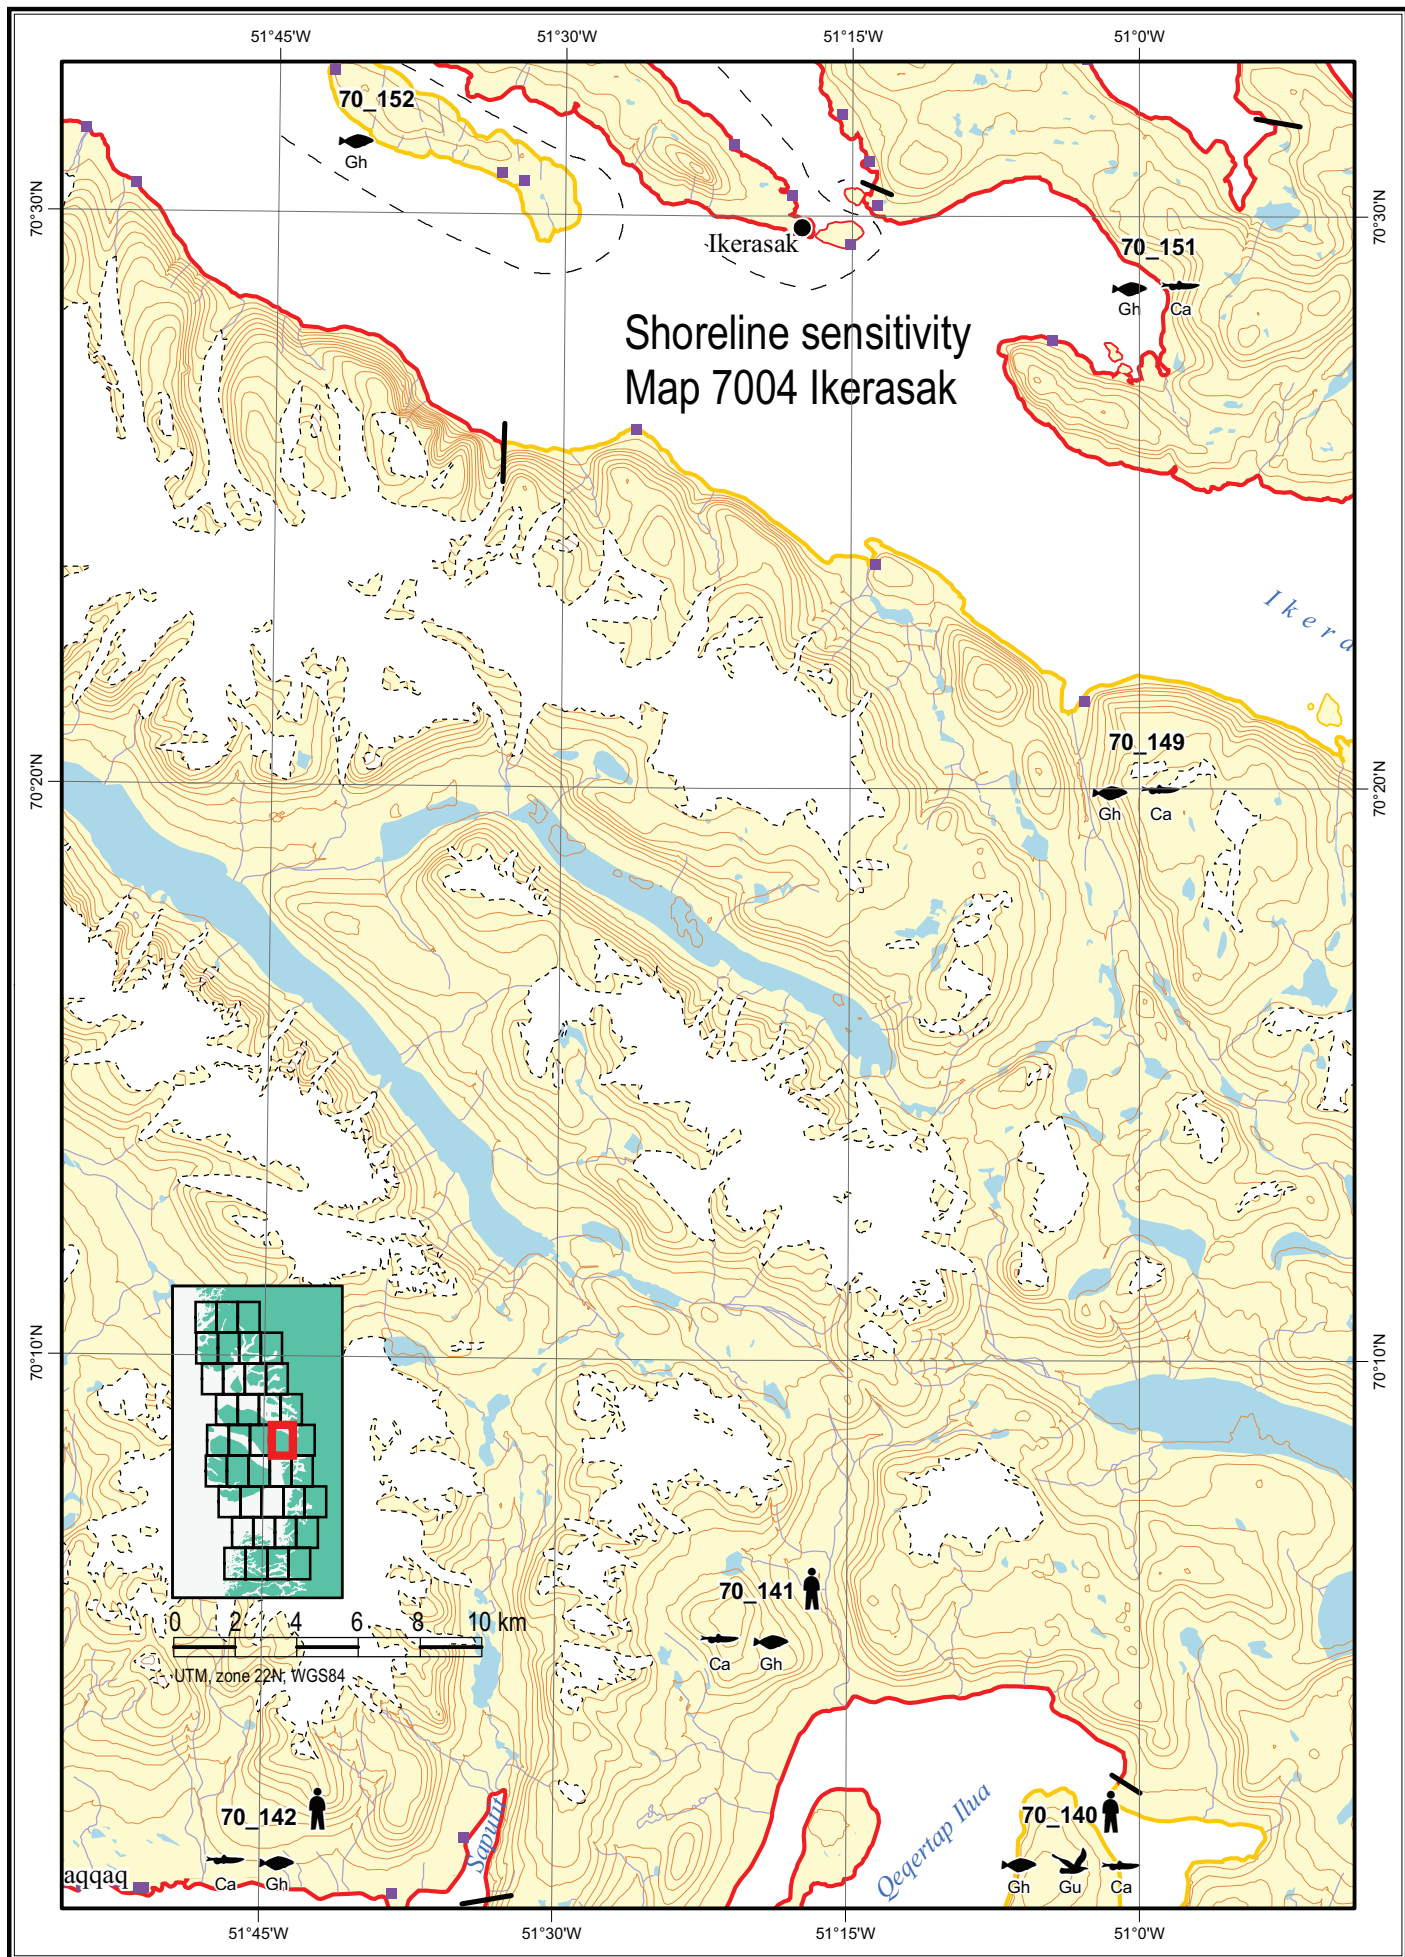 51°45'W
51°30'W
51°15'W
51°0'W
70_152
Gh
70°30'N
70°30'N
Ikerasak
70_151
Gh
Ca
Shoreline sensitivity
Map 7004 Ikerasak
Ikera
70_149
70°20'N
70°20'N
Gh
Ca
70°10'N
70°10'N
70_141
0
2
4
6
8
10 km
Ca
Gh
UTM, zone 22N, WGS84
70_142
Saputit
Qeqertap Ilua
70_140
aqqaq
Ca
Gh
Gh
Gu
Ca
51°45'W
51°30'W
51°15'W
51°0'W